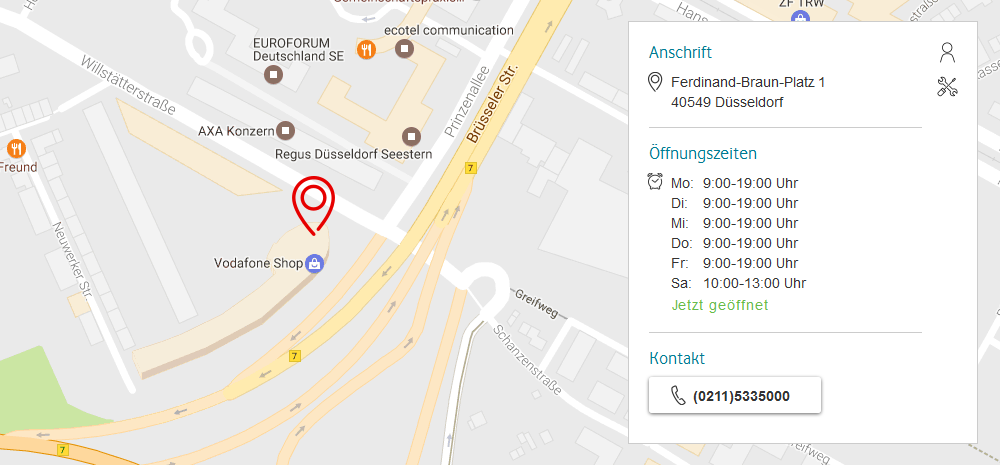 Gemeinschaftspraxis...
ZF TRW
ecotel communication
EUROFORUM
Deutschland SE
Willstätterstraße
Prinzenallee
Brüsseler Str.
AXA Konzern
Regus Düsseldorf Seestern
7
Freund
Neuwerker Str.
Vodafone Shop
Greifweg
Schanzenstraße
7
7
Greifweg
Anschrift
Ferdinand-Braun-Platz 1
40549 Düsseldorf
Öffnungszeiten
Mo: 9:00-19:00 Uhr
Di: 9:00-19:00 Uhr
Mi: 9:00-19:00 Uhr
Do: 9:00-19:00 Uhr
Fr: 9:00-19:00 Uhr
Sa: 10:00-13:00 Uhr
Jetzt geöffnet
Kontakt
(0211)5335000